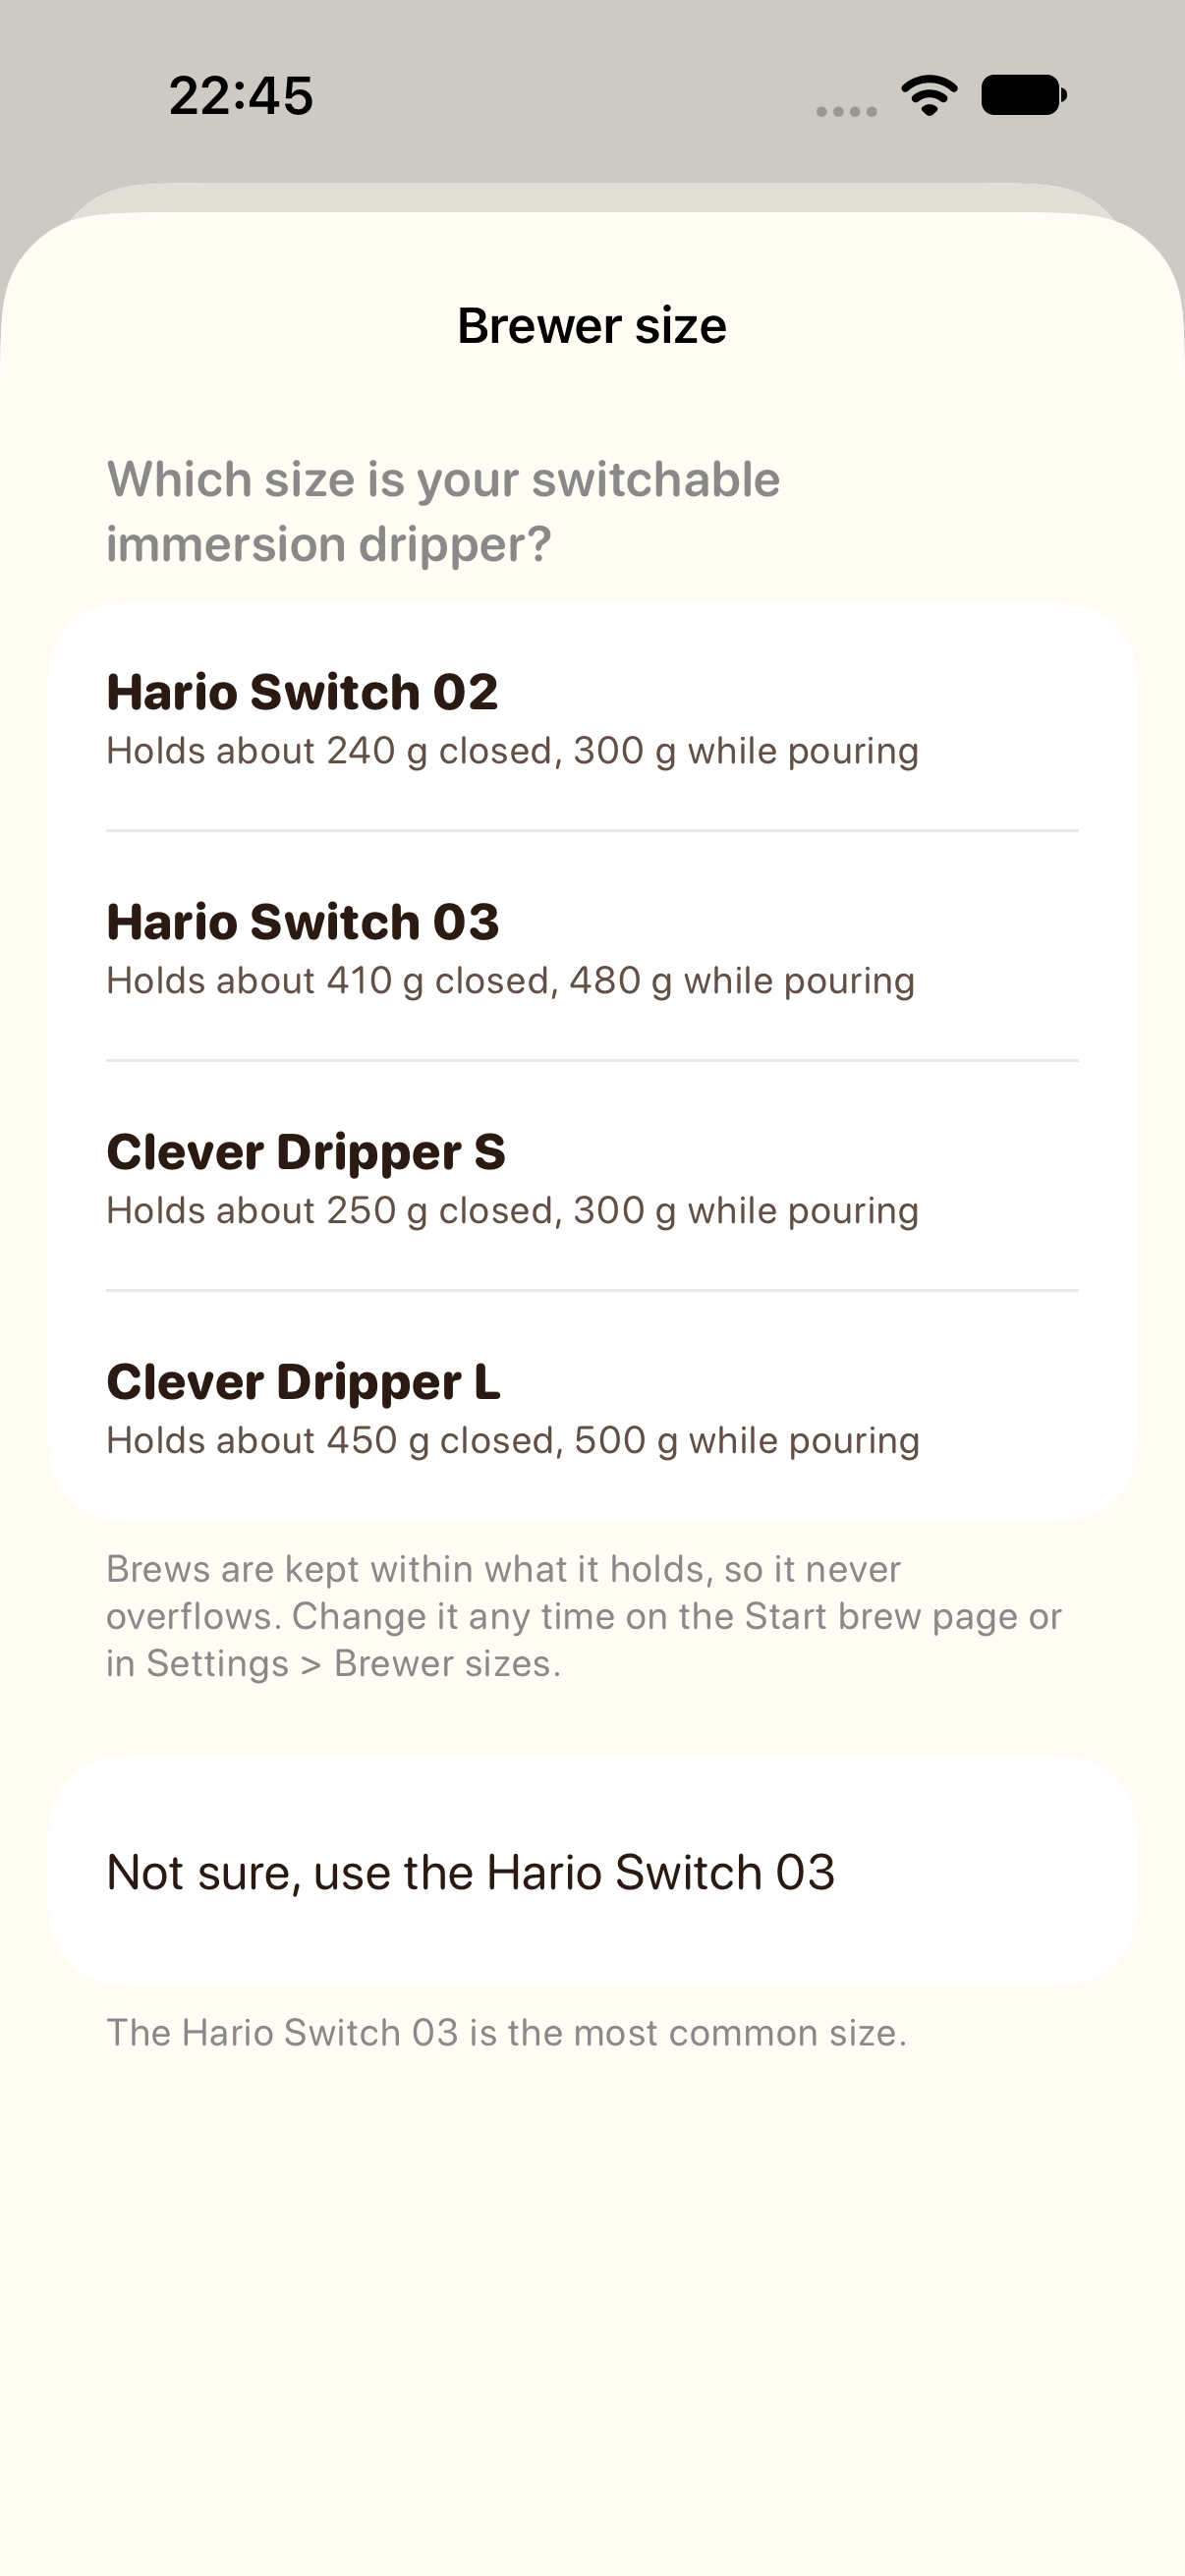 22:45
Brewer size
Which size is your switchable
immersion dripper?
Hario Switch 02
Holds about 240 g closed, 300 g while pouring
Hario Switch 03
Holds about 410 g closed, 480 g while pouring
Clever Dripper S
Holds about 250 g closed, 300 g while pouring
Clever Dripper L
Holds about 450 g closed, 500 g while pouring
Brews are kept within what it holds, so it never
overflows. Change it any time on the Start brew page or
in Settings > Brewer sizes.
Not sure, use the Hario Switch 03
The Hario Switch 03 is the most common size.